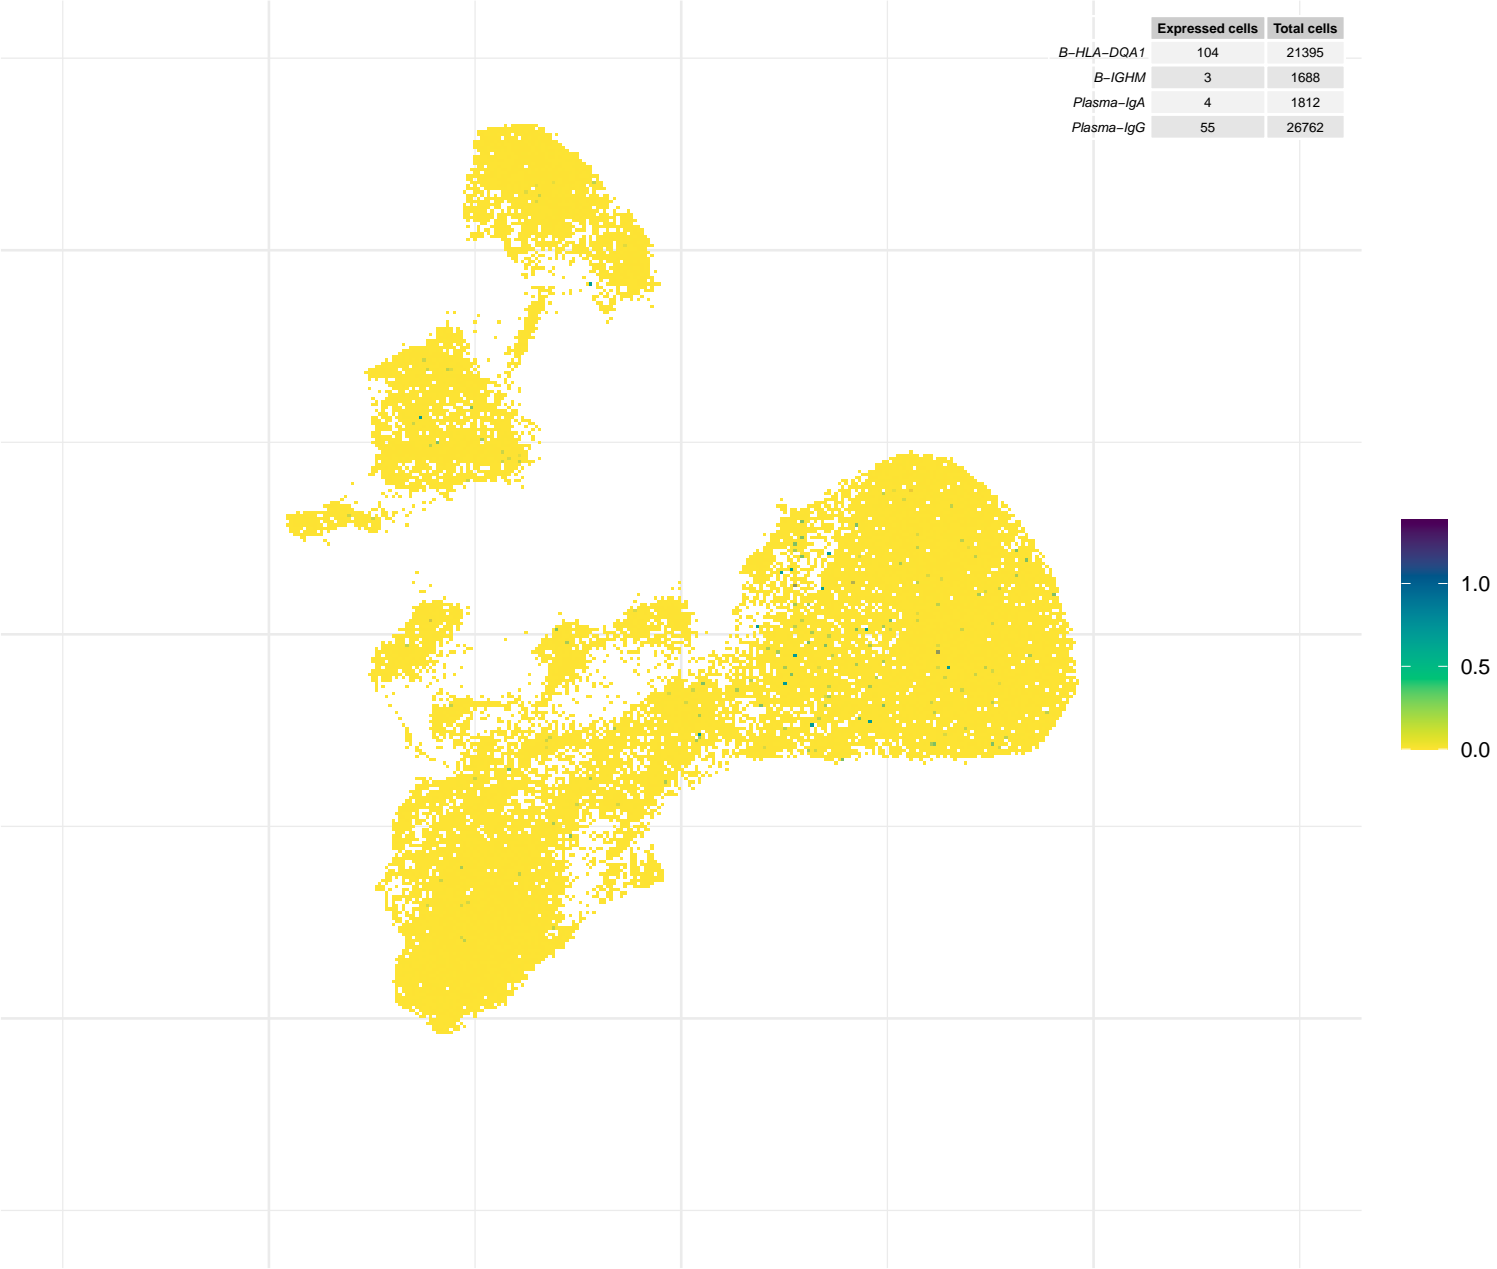 Expressed cells Total cells
B−HLA−DQA1 104 21395
B−IGHM 3 1688
Plasma−IgA 4 1812
Plasma−IgG 55 26762
1.0
0.5
0.0